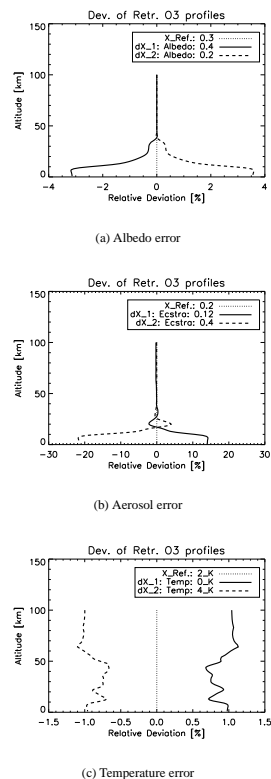 Dev. of Retr. O3 profiles
150
X_Ref.: 0.3
dX_1: Albedo: 0.4
dX_2: Albedo: 0.2
100
Altitude [km]
50
0
-4 -2 0 2 4
Relative Deviation [%]
(a) Albedo error
Dev. of Retr. O3 profiles
150
X_Ref.: 0.2
dX_1: Ecstra: 0.12
dX_2: Ecstra: 0.4
100
Altitude [km]
50
0
-30 -20 -10 0 10 20 30
Relative Deviation [%]
(b) Aerosol error
Dev. of Retr. O3 profiles
150
X_Ref.: 2_K
dX_1: Temp: 0_K
dX_2: Temp: 4_K
100
Altitude [km]
50
0
-1.5 -1.0 -0.5 0.0 0.5 1.0 1.5
Relative Deviation [%]
(c) Temperature error